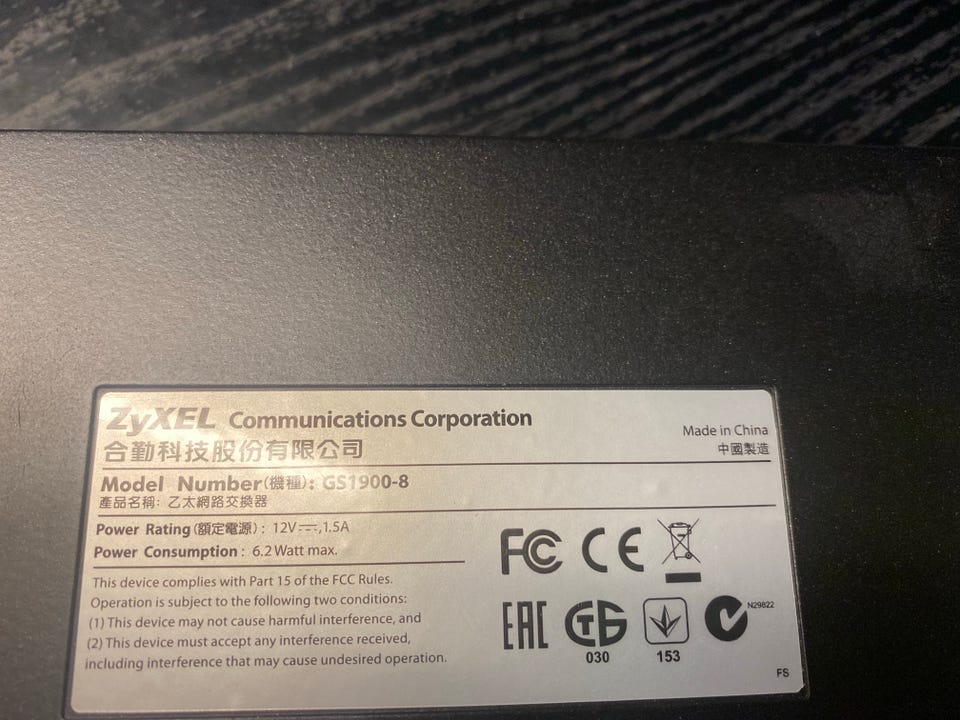 ZyXEL Communications Corporation
合勤科技股份有限公司
Made in China
中國製造
Model Number(機種): GS1900-8
產品名稱: 乙太網路交換器
Power Rating(額定電源): 12V⎓,1.5A
Power Consumption: 6.2 Watt max.
This device complies with Part 15 of the FCC Rules.
Operation is subject to the following two conditions:
(1) This device may not cause harmful interference, and
(2) This device must accept any interference received,
including interference that may cause undesired operation.
FC CE
EAC
030
153
N29822
FS